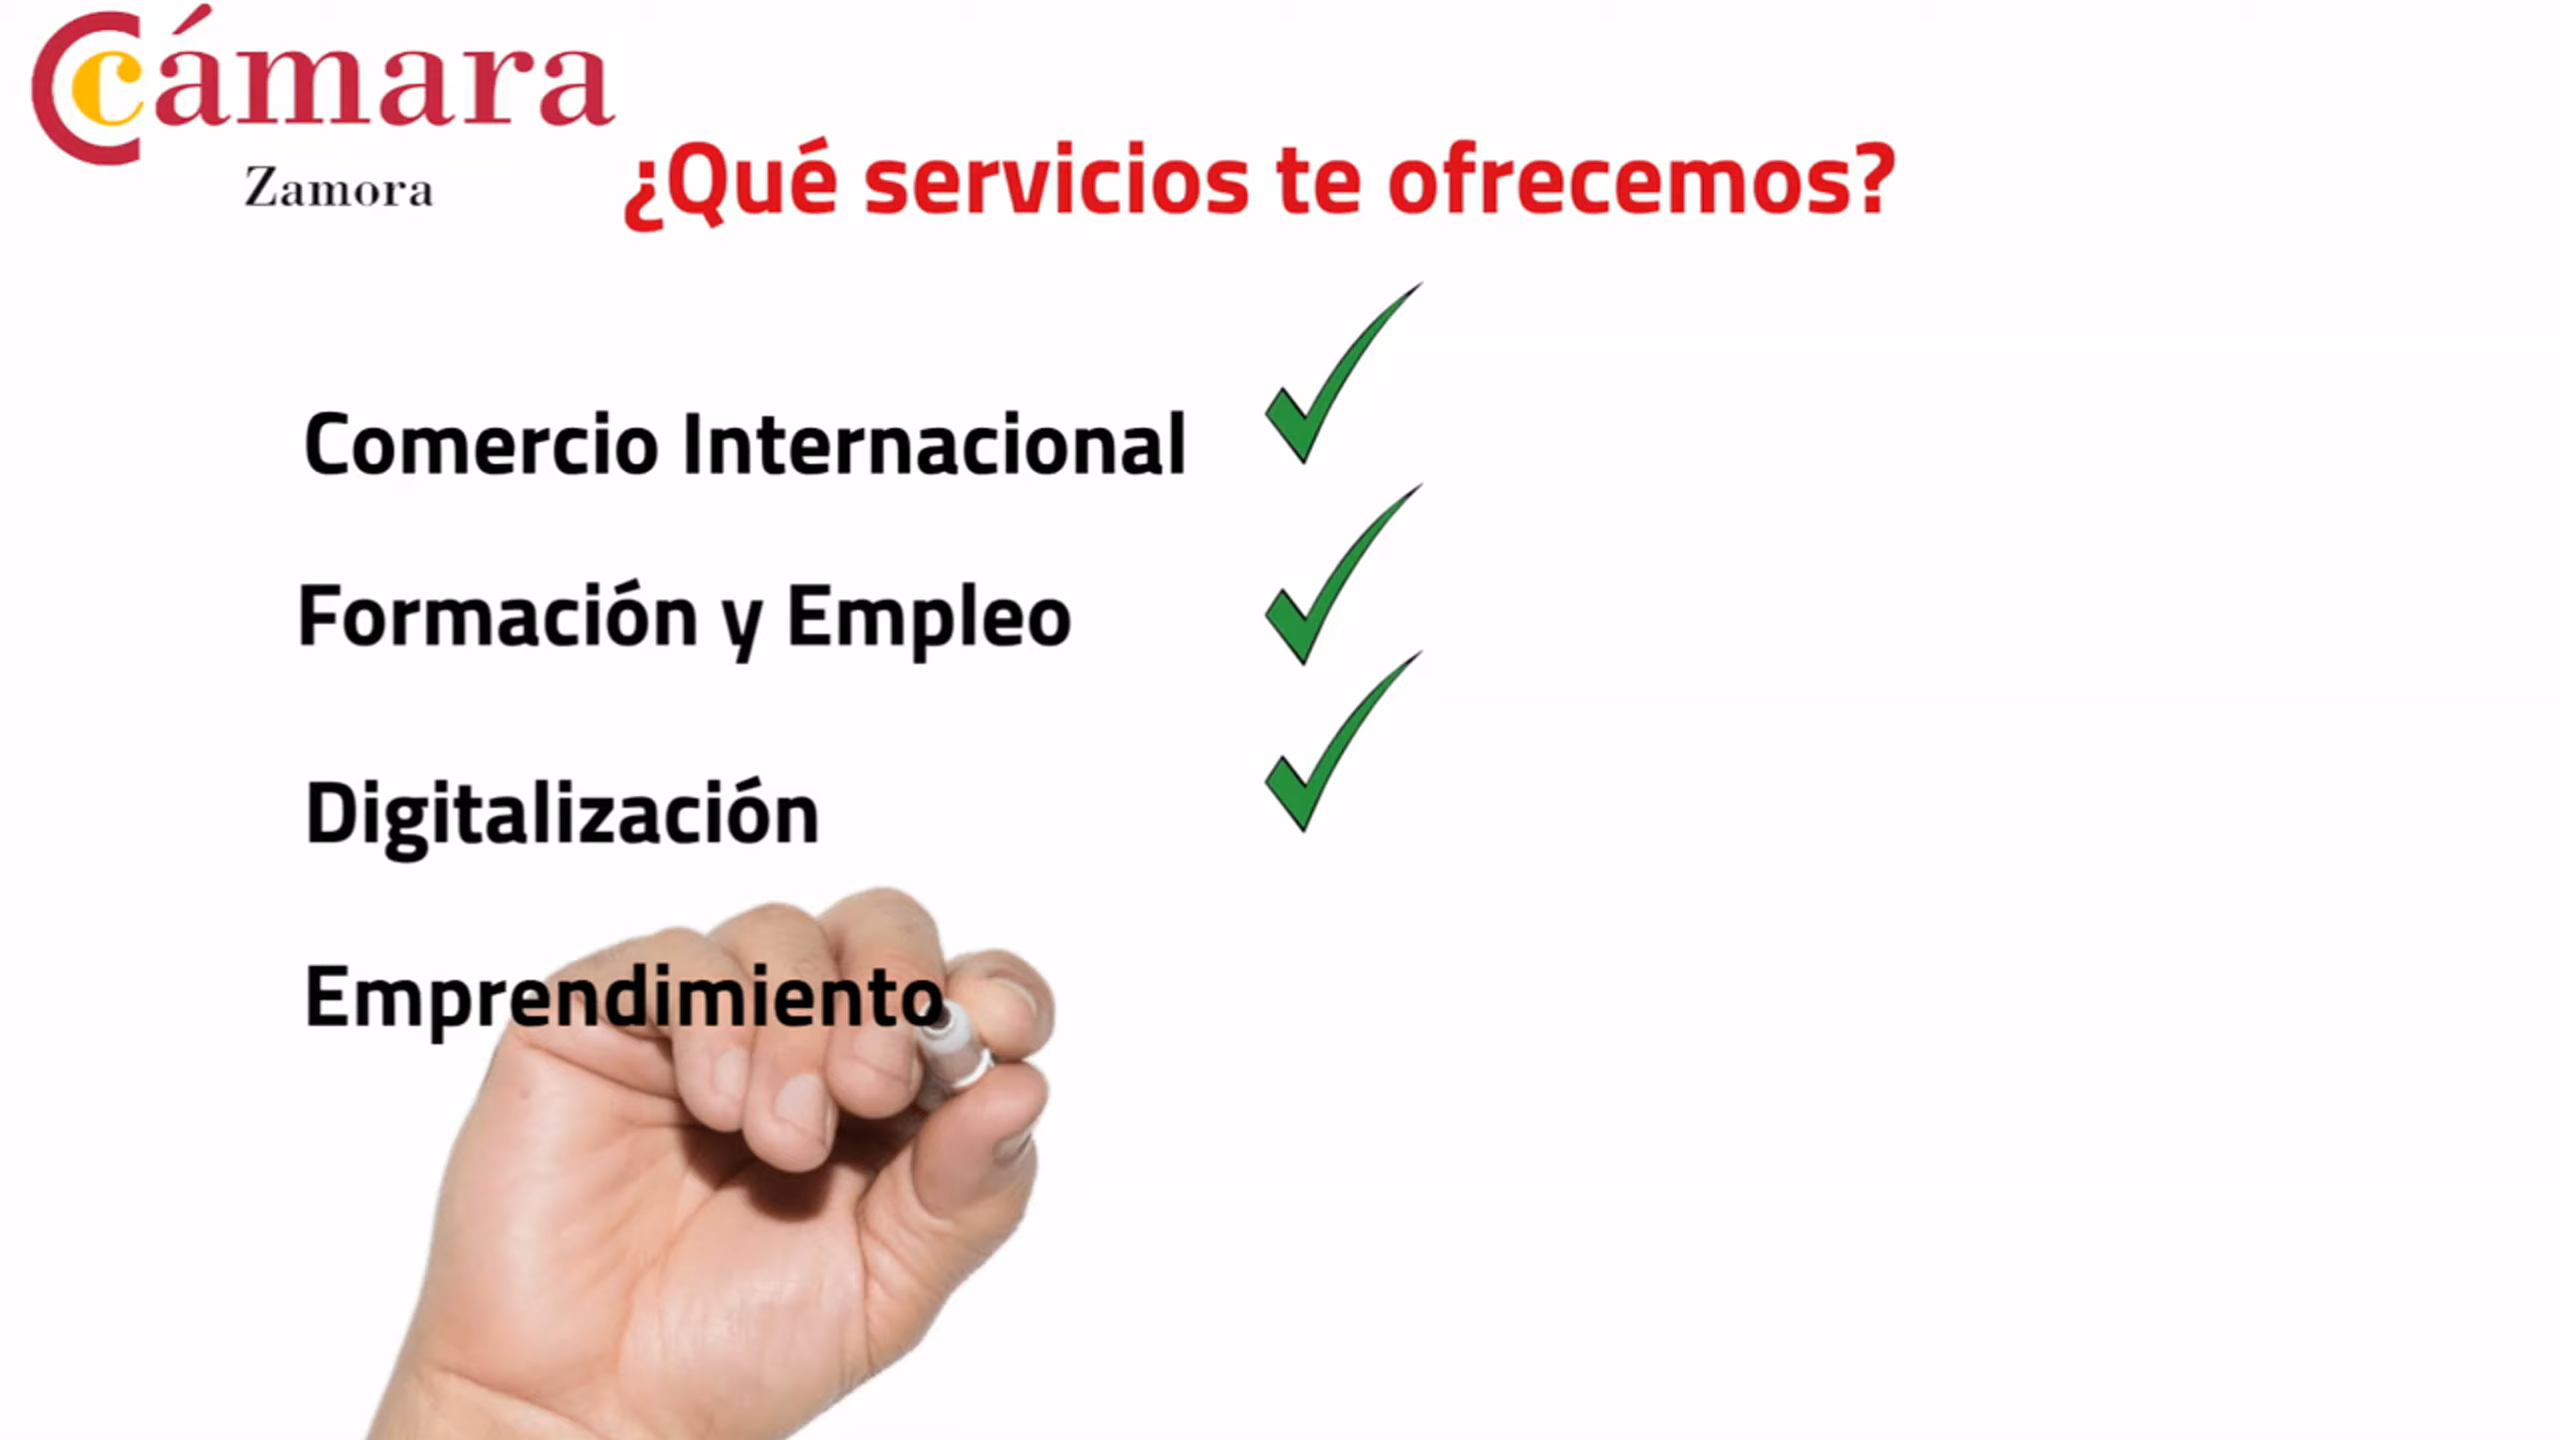 Cámara
Zamora
¿Qué servicios te ofrecemos?
Comercio Internacional
Formación y Empleo
Digitalización
Emprendimiento